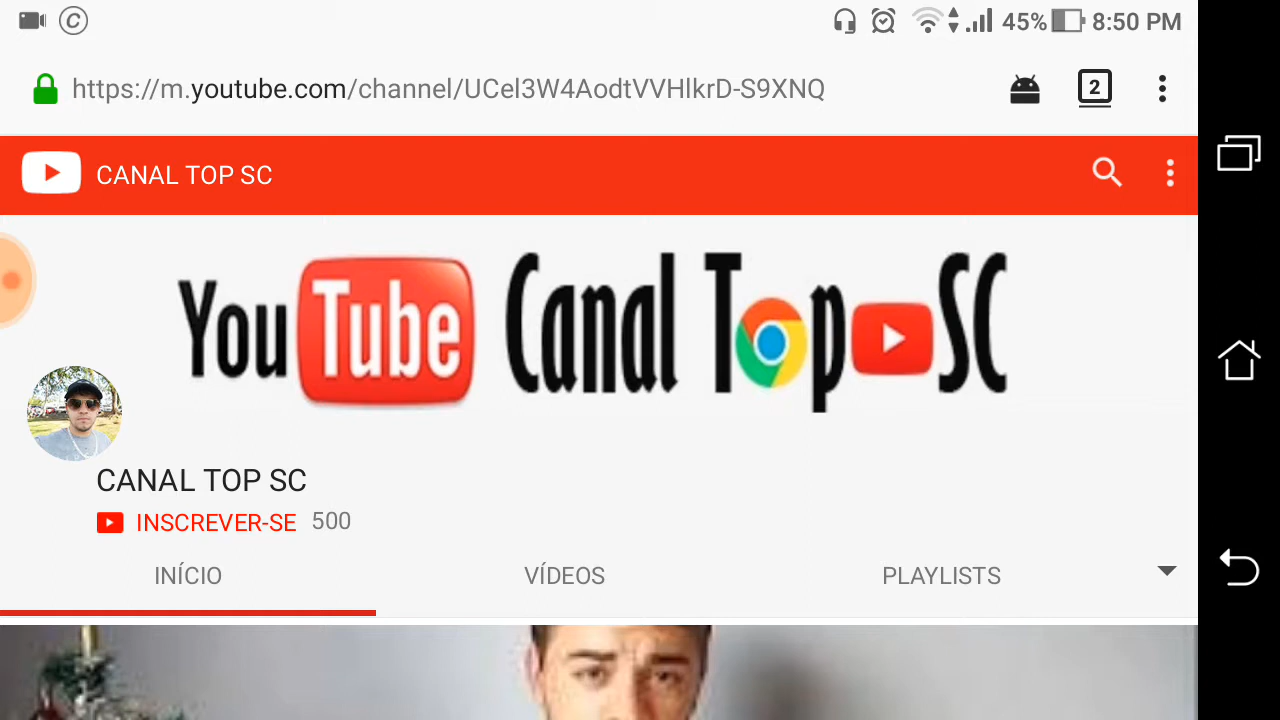 © 45% 8:50 PM
https://m.youtube.com/channel/UCel3W4AodtVVHlkrD-S9XNQ 2
CANAL TOP SC
YouTube Canal Top SC
CANAL TOP SC
INSCREVER-SE 500
INÍCIO VÍDEOS PLAYLISTS